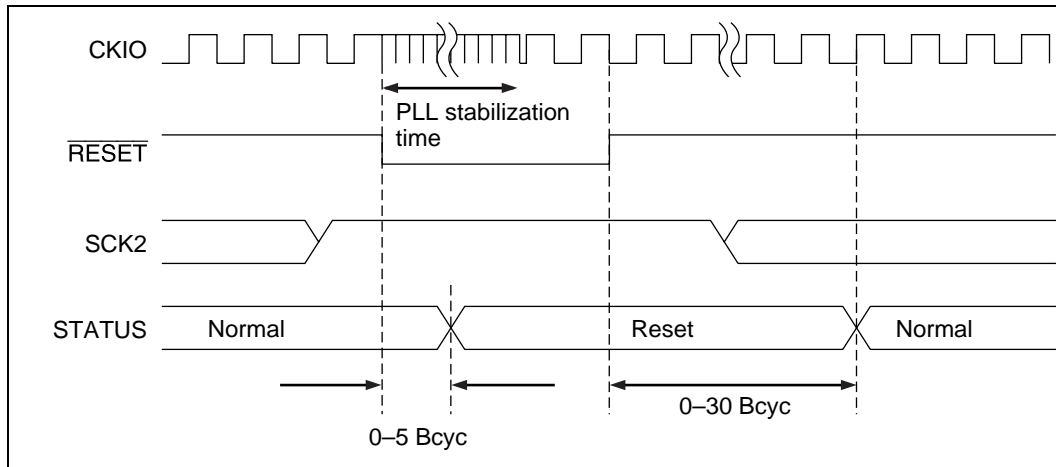 CKIO
PLL stabilization
time
RESET
SCK2
STATUS
Normal
Reset
Normal
0–5 Bcyc
0–30 Bcyc